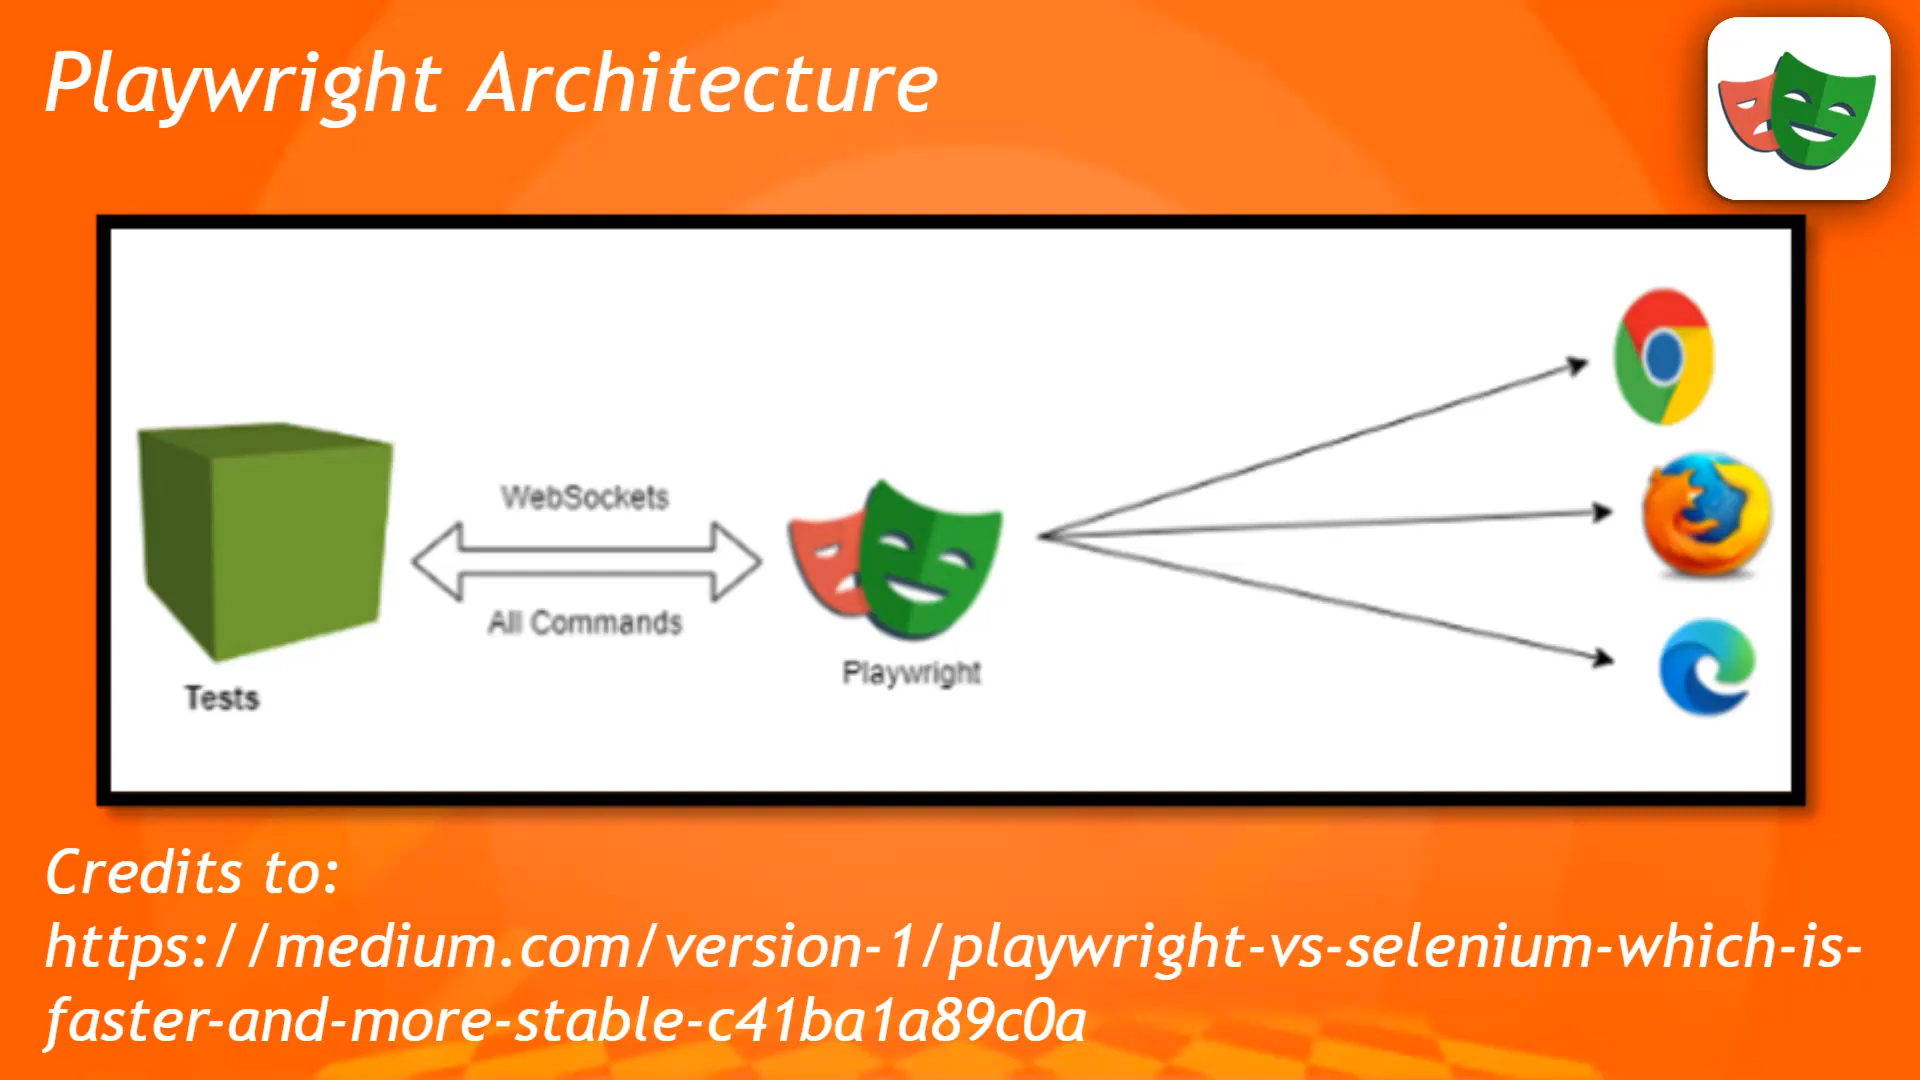 Playwright Architecture
WebSockets
All Commands
Tests
Playwright
Credits to:
https://medium.com/version-1/playwright-vs-selenium-which-is-
faster-and-more-stable-c41ba1a89c0a